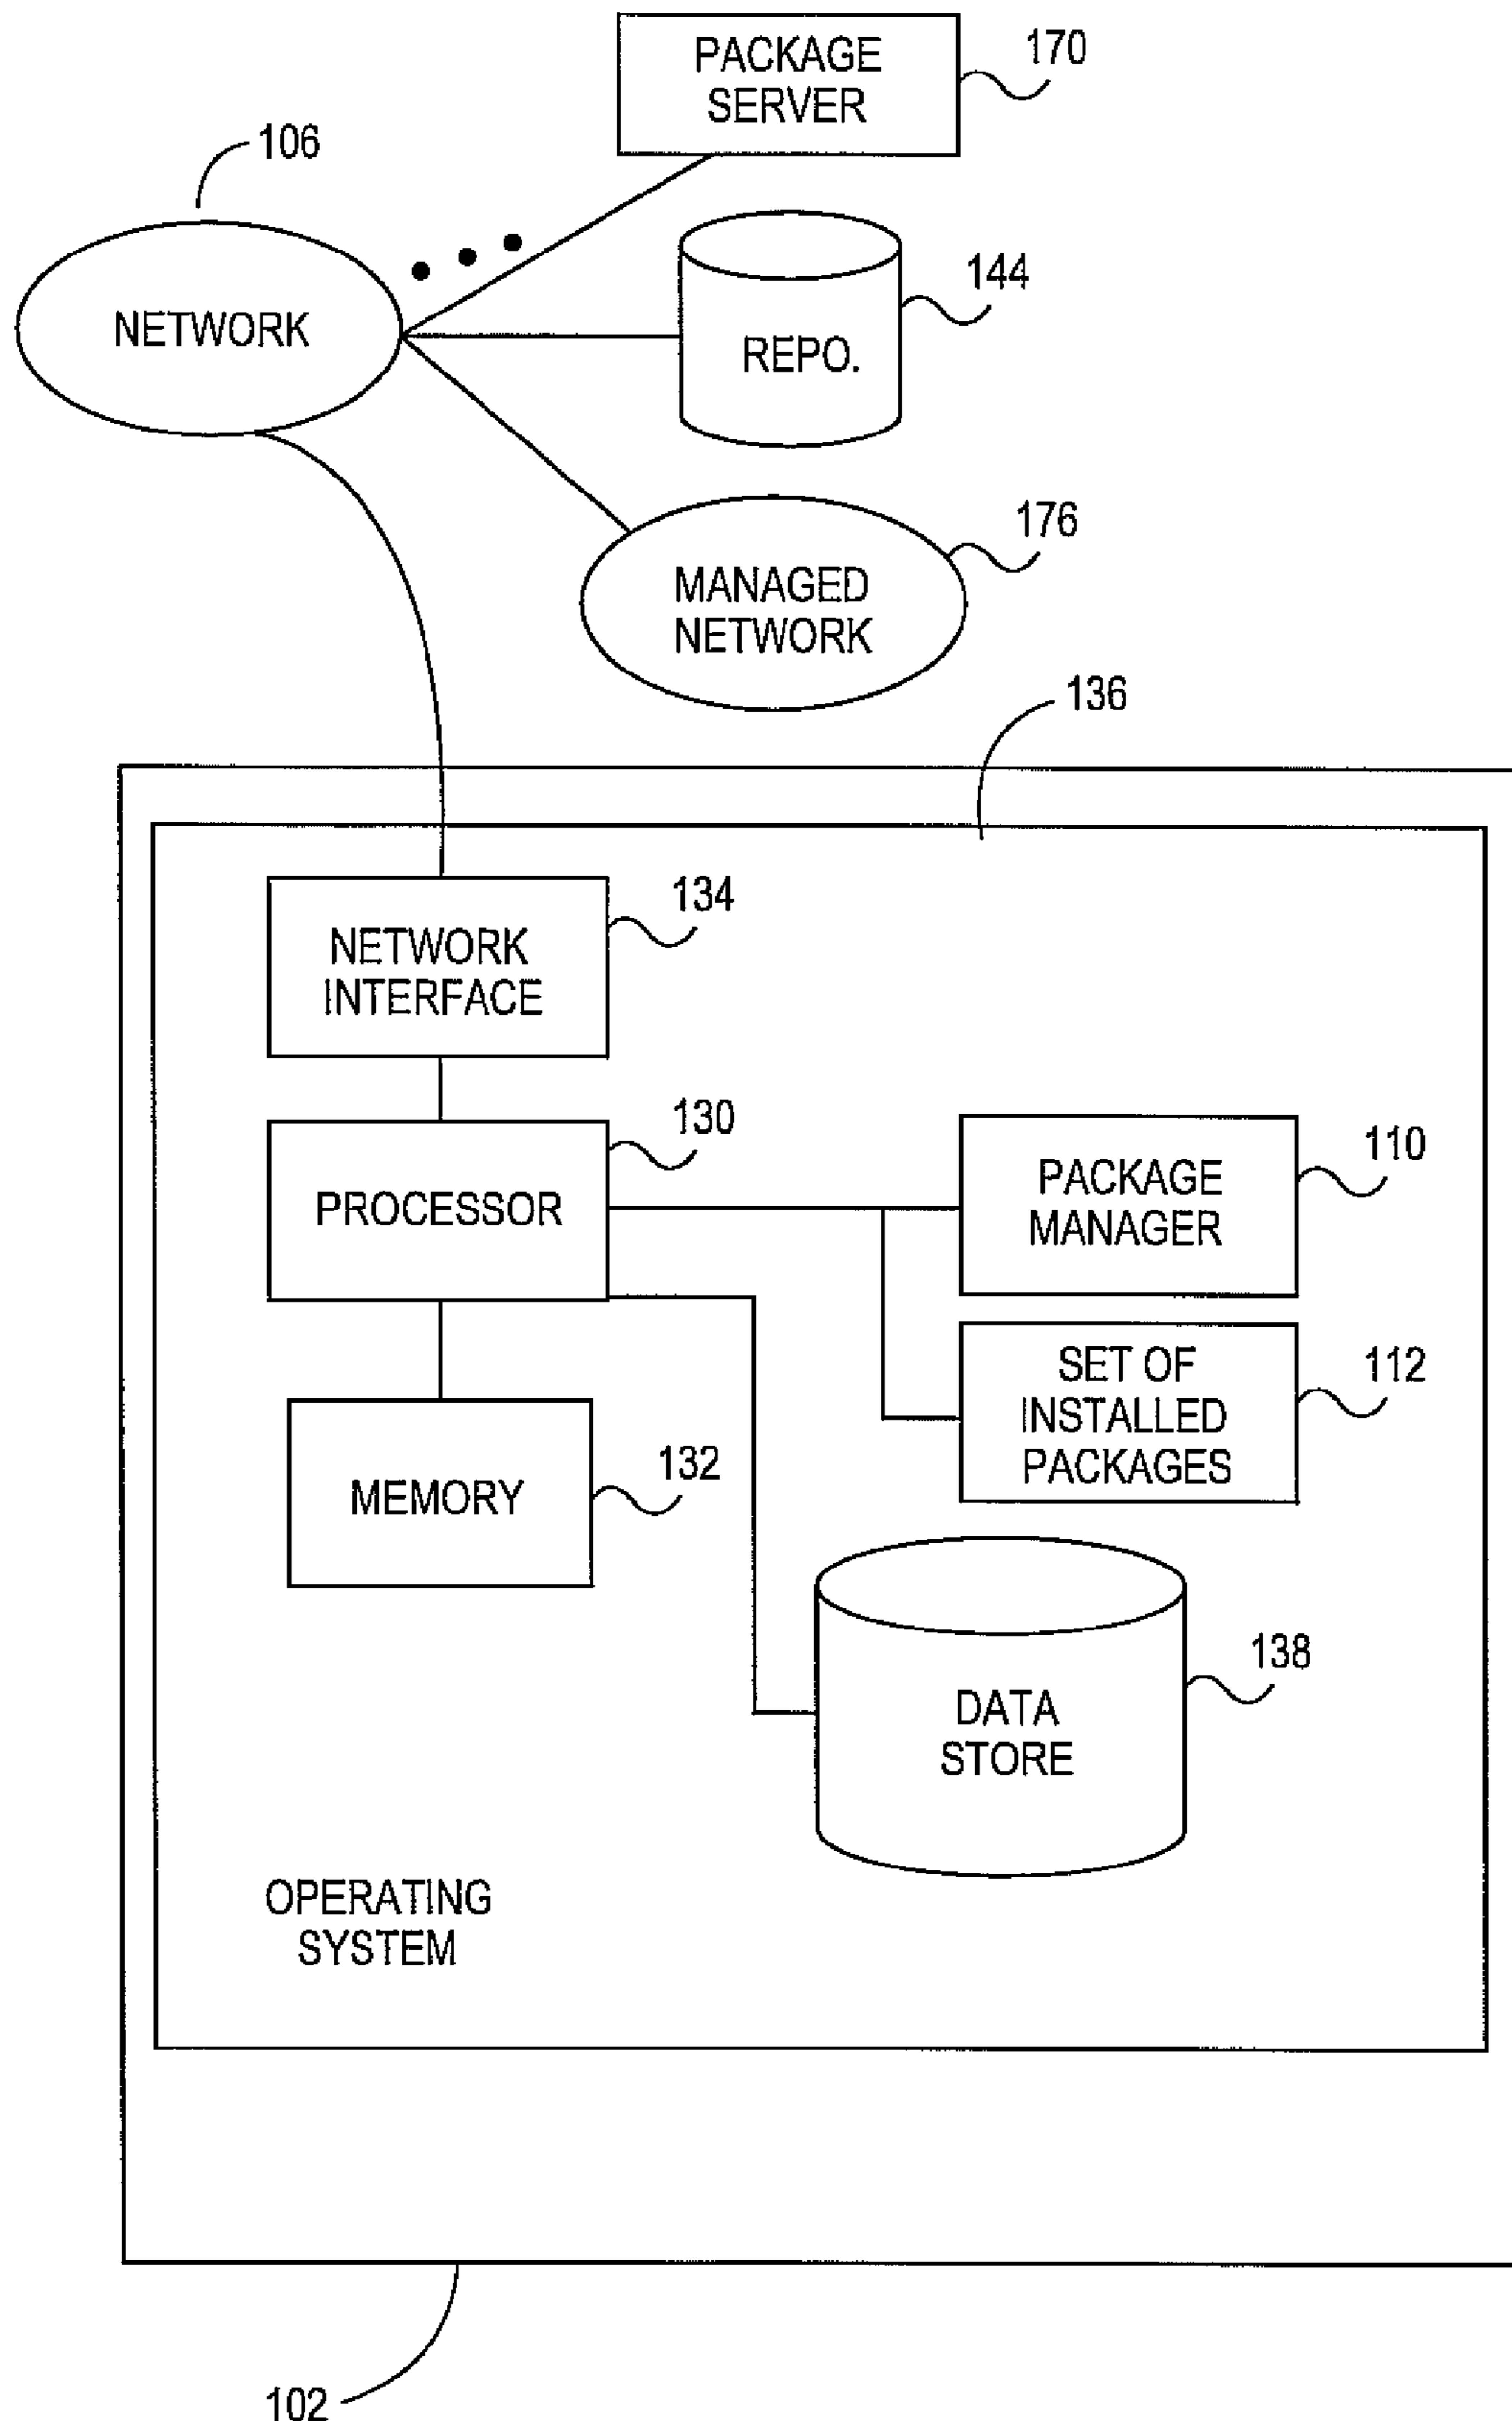 PACKAGE
SERVER
170
106
NETWORK
REPO.
144
MANAGED
NETWORK
176
136
NETWORK
INTERFACE
134
PROCESSOR
130
PACKAGE
MANAGER
110
SET OF
INSTALLED
PACKAGES
112
MEMORY
132
DATA
STORE
138
OPERATING
SYSTEM
102